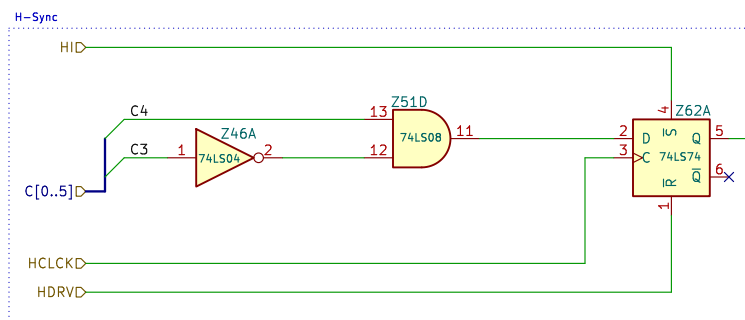 H-Sync
HI
C4
13
Z51D
74LS08
11
4
Z62A
S
2
D
Q
5
C3
1
Z46A
74LS04
2
12
3
C
74LS74
R
Q
6
1
C[0..5]
HCLCK
HDRV